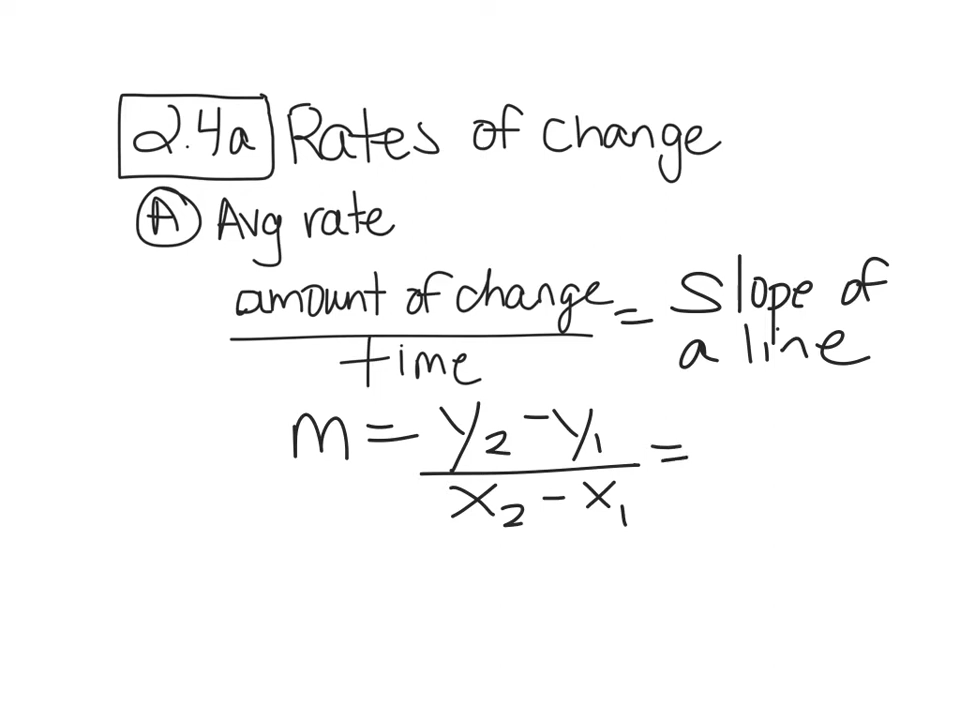 2.4a Rates of change
A Avg rate
amount of change / time = slope of a line
m = y₂ - y₁ / x₂ - x₁ =